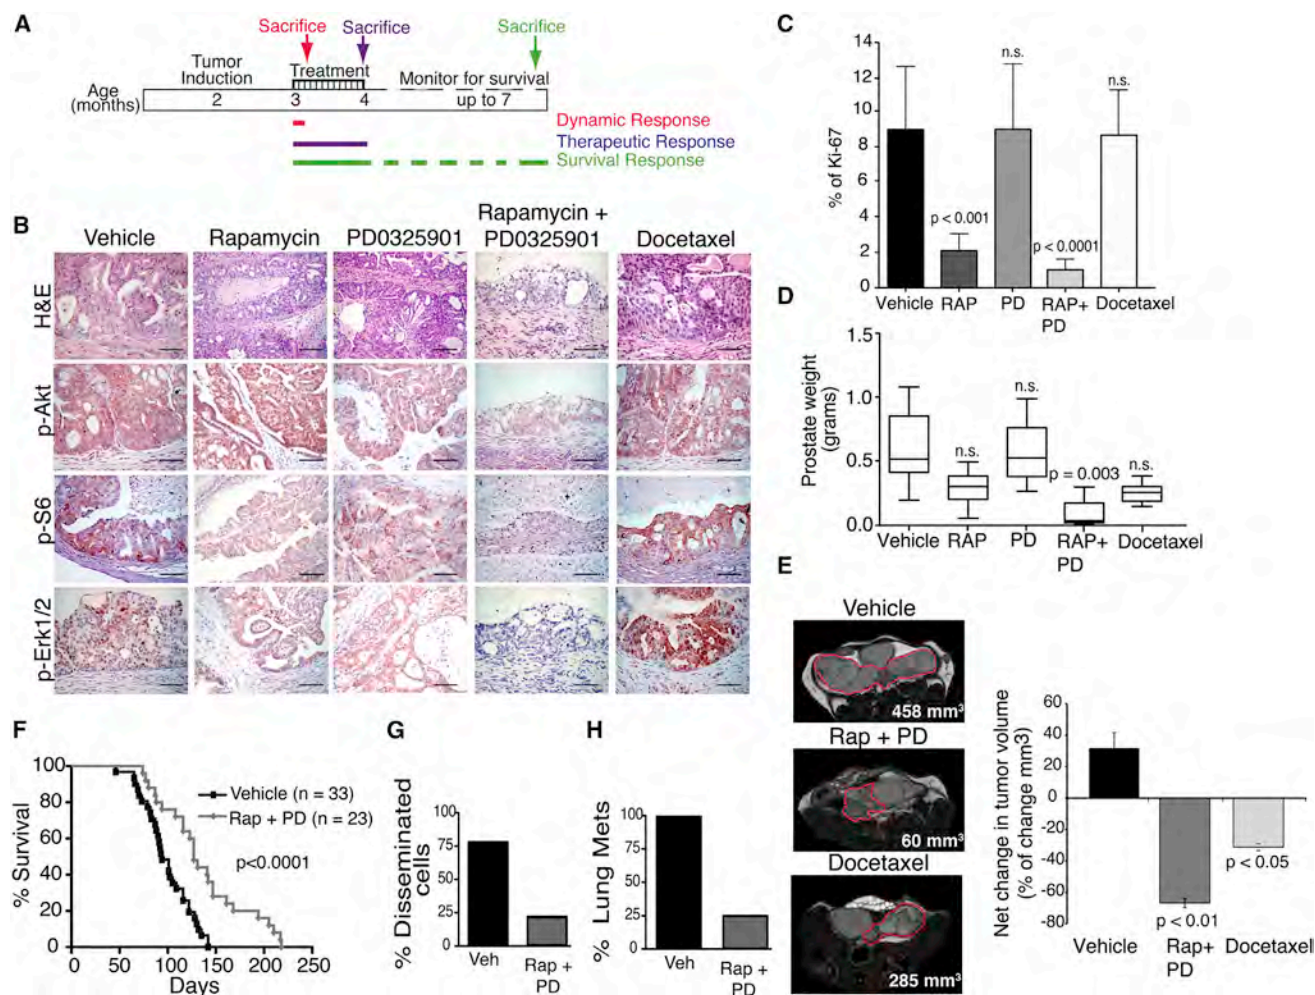 A
Sacrifice
Sacrifice
Sacrifice
Tumor
Induction
Treatment
Monitor for survival
Age
(months)
2
3
4
up to 7
Dynamic Response
Therapeutic Response
Survival Response
B
Vehicle
Rapamycin
PD0325901
Rapamycin +
PD0325901
Docetaxel
H&E
p-Akt
p-S6
p-Erk1/2
C
% of Ki-67
14
12
10
8
6
4
2
0
p < 0.001
n.s.
p < 0.0001
n.s.
Vehicle
RAP
PD
RAP+
PD
Docetaxel
D
Prostate weight
(grams)
1.5
1.0
0.5
0.0
n.s.
n.s.
p = 0.003
n.s.
Vehicle
RAP
PD
RAP+
PD
Docetaxel
E
Vehicle
458 mm³
Rap + PD
60 mm³
Docetaxel
285 mm³
Net change in tumor volume
(% of change mm3)
60
40
20
0
-20
-40
-60
-80
p < 0.01
p < 0.05
Vehicle
Rap+
PD
Docetaxel
F
% Survival
100
80
60
40
20
0
Vehicle (n = 33)
Rap + PD (n = 23)
p<0.0001
0
50
100
150
200
250
Days
G
% Disseminated
cells
100
75
50
25
0
Veh
Rap +
PD
H
% Lung Mets
100
75
50
25
0
Veh
Rap +
PD